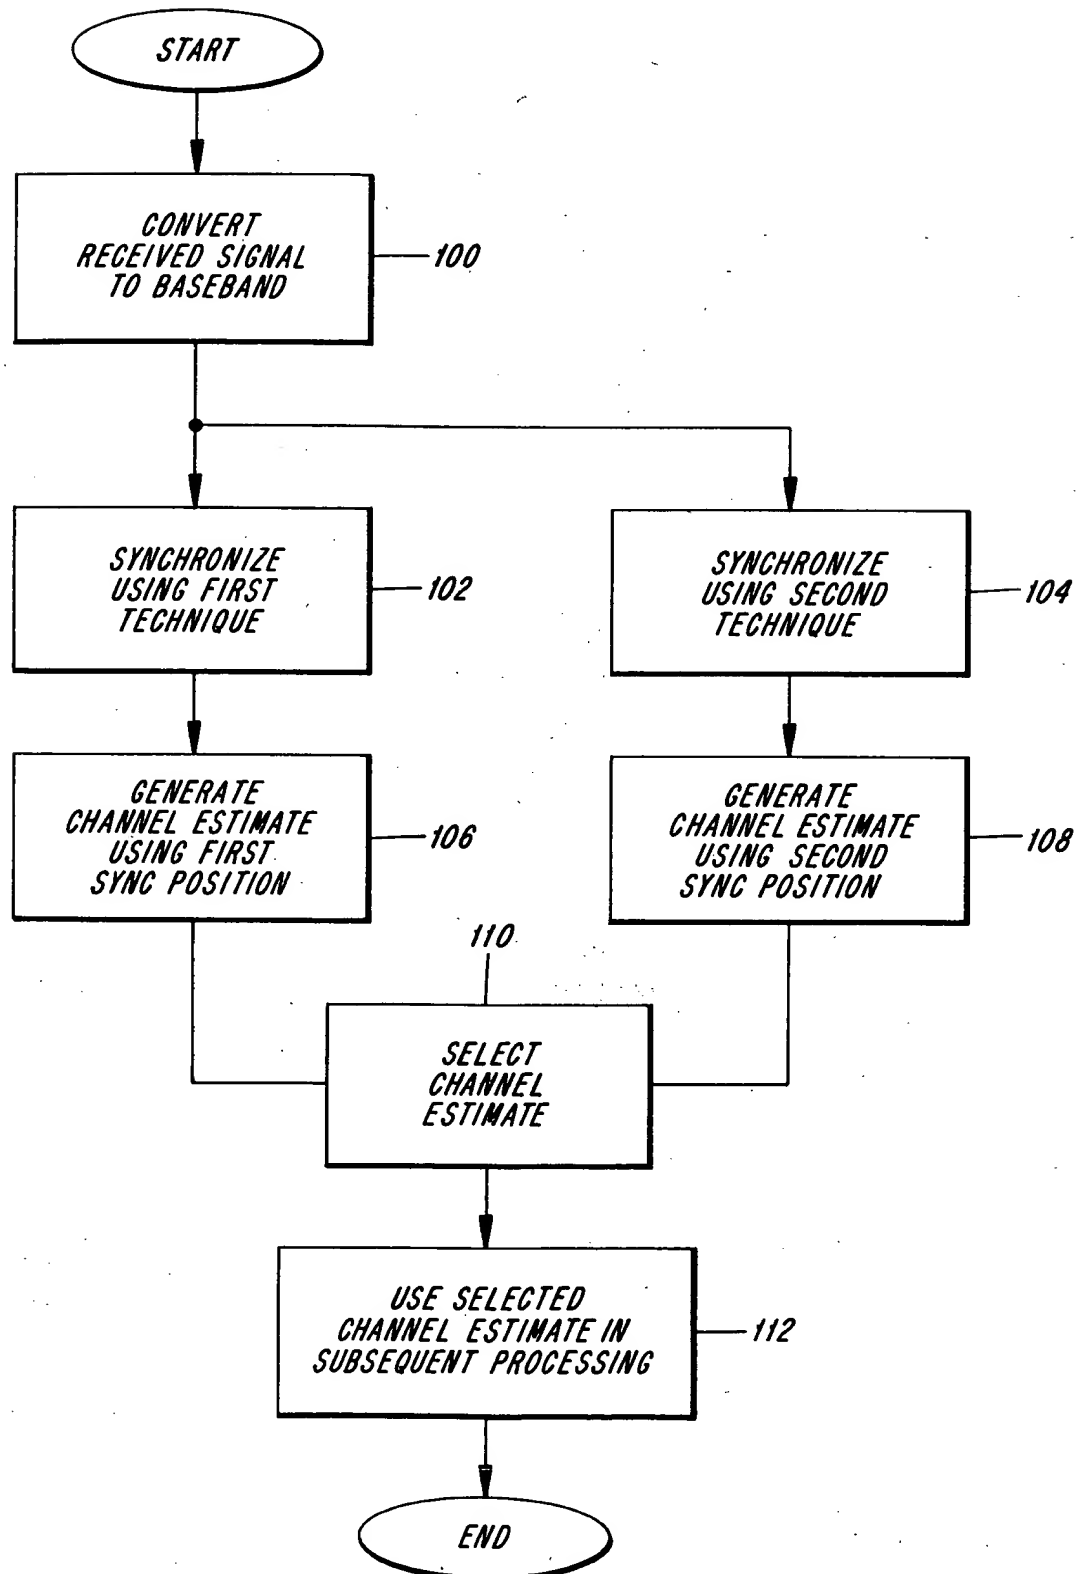 START
CONVERT
RECEIVED SIGNAL
TO BASEBAND
100
SYNCHRONIZE
USING FIRST
TECHNIQUE
102
SYNCHRONIZE
USING SECOND
TECHNIQUE
104
GENERATE
CHANNEL ESTIMATE
USING FIRST
SYNC POSITION
106
GENERATE
CHANNEL ESTIMATE
USING SECOND
SYNC POSITION
108
110
SELECT
CHANNEL
ESTIMATE
USE SELECTED
CHANNEL ESTIMATE IN
SUBSEQUENT PROCESSING
112
END